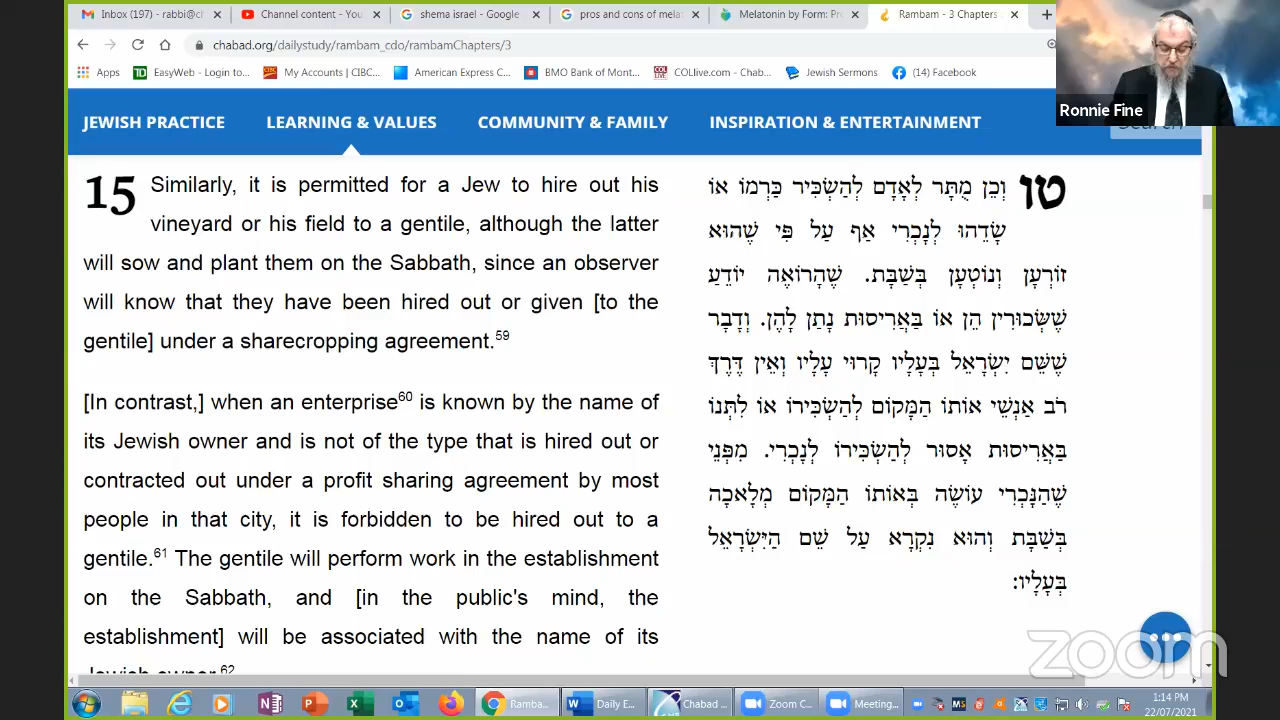 Inbox (197) - rabbi@ch
Channel content - You
shema israel - Google
pros and cons of melat
Melatonin by Form: Pro
Rambam - 3 Chapters
chabad.org/dailystudy/rambam_cdo/rambamChapters/3
Apps
EasyWeb - Login to...
My Accounts | CIBC...
American Express C...
BMO Bank of Mont...
COLlive.com - Chab...
Jewish Sermons
(14) Facebook
Ronnie Fine
JEWISH PRACTICE
LEARNING & VALUES
COMMUNITY & FAMILY
INSPIRATION & ENTERTAINMENT
Search
15 Similarly, it is permitted for a Jew to hire out his
vineyard or his field to a gentile, although the latter
will sow and plant them on the Sabbath, since an observer
will know that they have been hired out or given [to the
gentile] under a sharecropping agreement.59
[In contrast,] when an enterprise60 is known by the name of
its Jewish owner and is not of the type that is hired out or
contracted out under a profit sharing agreement by most
people in that city, it is forbidden to be hired out to a
gentile.61 The gentile will perform work in the establishment
on the Sabbath, and [in the public's mind, the
establishment] will be associated with the name of its
Jewish owner.62
טו וְכֵן מֻתָּר לְאָדָם לְהַשְׂכִּיר כַּרְמוֹ אוֹ
שָׂדֵהוּ לְנָכְרִי אַף עַל פִּי שֶׁהוּא
זוֹרְעָן וְנוֹטְעָן בְּשַׁבָּת. שֶׁהָרוֹאֶה יוֹדֵעַ
שֶׁשְּׂכוּרִין הֵן אוֹ בַּאֲרִיסוּת נָתַן לָהֶן. וְדָבָר
שֶׁשֵּׁם יִשְׂרָאֵל בְּעָלָיו קָרוּי עָלָיו וְאֵין דֶּרֶךְ
רֹב אַנְשֵׁי אוֹתוֹ הַמָּקוֹם לְהַשְׂכִּירוֹ אוֹ לִתְּנוֹ
בַּאֲרִיסוּת אָסוּר לְהַשְׂכִּירוֹ לְנָכְרִי. מִפְּנֵי
שֶׁהַנָּכְרִי עוֹשֶׂה בְּאוֹתוֹ הַמָּקוֹם מְלָאכָה
בְּשַׁבָּת וְהוּא נִקְרָא עַל שֵׁם הַיִּשְׂרָאֵל
בְּעָלָיו:
zoom
Ramba...
Daily E...
Chabad ...
Zoom C...
Meeting...
1:14 PM
22/07/2021